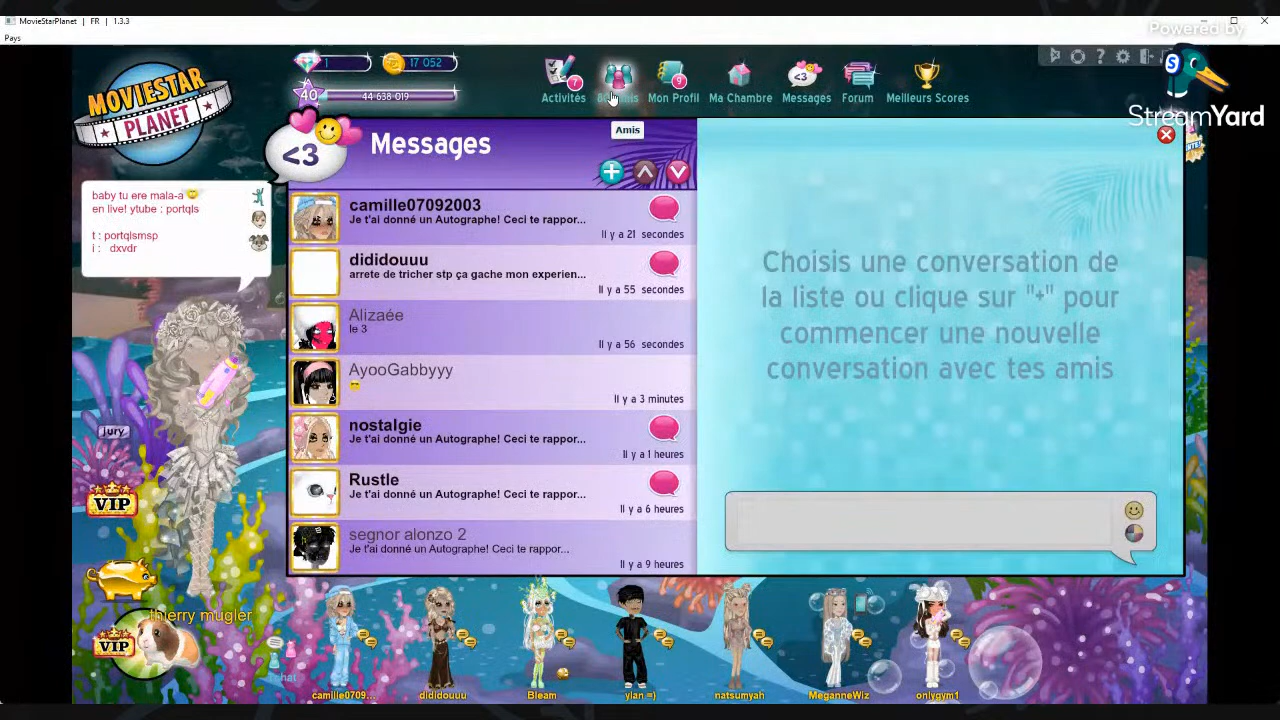 MovieStarPlanet | FR | 1.3.3
Pays
Powered by
StreamYard
MOVIESTAR
PLANET
1
17 052
40
44 638 019
7
9
<3
Activités
Mon Profil
Ma Chambre
Messages
Forum
Meilleurs Scores
Amis
<3
Messages
baby tu ere mala-a
en live! ytube : portqls
t : portqlsmsp
i : dxvdr
camille07092003
Je t'ai donné un Autographe! Ceci te rappor...
Il y a 21 secondes
dididouuu
arrete de tricher stp ça gache mon experien...
Il y a 55 secondes
Alizaée
le 3
Il y a 56 secondes
AyooGabbyyy
Il y a 3 minutes
nostalgie
Je t'ai donné un Autographe! Ceci te rappor...
Il y a 1 heures
Rustle
Je t'ai donné un Autographe! Ceci te rappor...
Il y a 6 heures
segnor alonzo 2
Je t'ai donné un Autographe! Ceci te rappor...
Il y a 9 heures
Choisis une conversation de
la liste ou clique sur "+" pour
commencer une nouvelle
conversation avec tes amis
jury
VIP
thierry mugler
VIP
Tchat
camille0709...
dididouuu
Bleam
ylan =)
natsumyah
MeganneWiz
onlygvm1